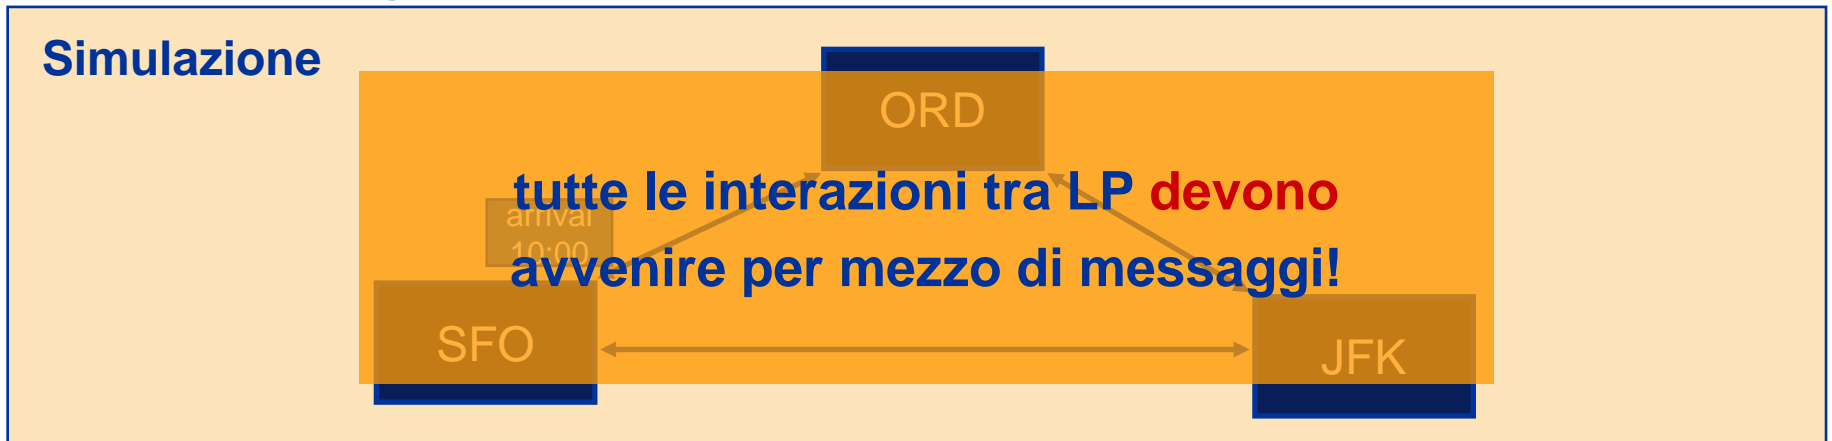 Simulazione
ORD
tutte le interazioni tra LP devono
arrival
10:00
avvenire per mezzo di messaggi!
SFO
JFK